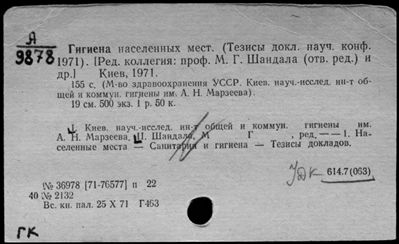 А
9878
Гигиена населенных мест. (Тезисы докл. науч. конф.
1971). [Ред. коллегия: проф. М. Г. Шандала (отв. ред.) и
др.] Киев, 1971.
155 с. (М-во здравоохранения УССР. Киев. науч.-исслед. ин-т об-
щей и коммун. гигиены им. А. Н. Марзеева).
19 см. 500 экз. 1 р. 50 к.
I. Киев. науч.-исслед. ин-т общей и коммун. гигиены им.
А. Н. Марзеева. II. Шандала, М Г , ред. — — 1. На-
селенные места — Санитария и гигиена — Тезисы докладов.
УДК 614.7(063)
№ 36978 [71-76577] п 22
40 № 2132
Вс. кн. пал. 25 X 71 Г463
ГК